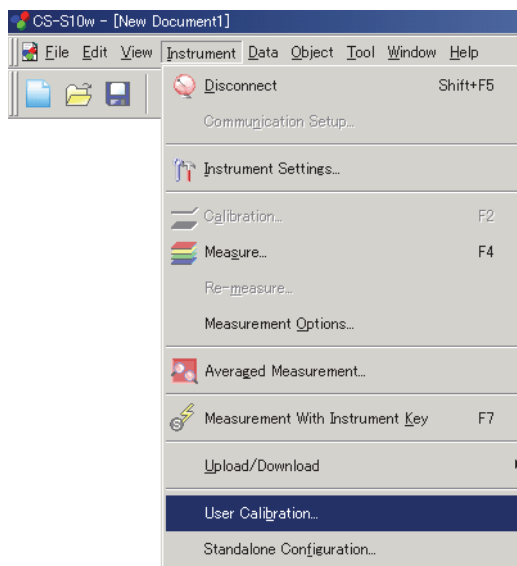 CS-S10w - [New Document1]
File Edit View Instrument Data Object Tool Window Help
Disconnect Shift+F5
Communication Setup...
Instrument Settings...
Calibration... F2
Measure... F4
Re-measure...
Measurement Options...
Averaged Measurement...
Measurement With Instrument Key F7
Upload/Download
User Calibration...
Standalone Configuration...